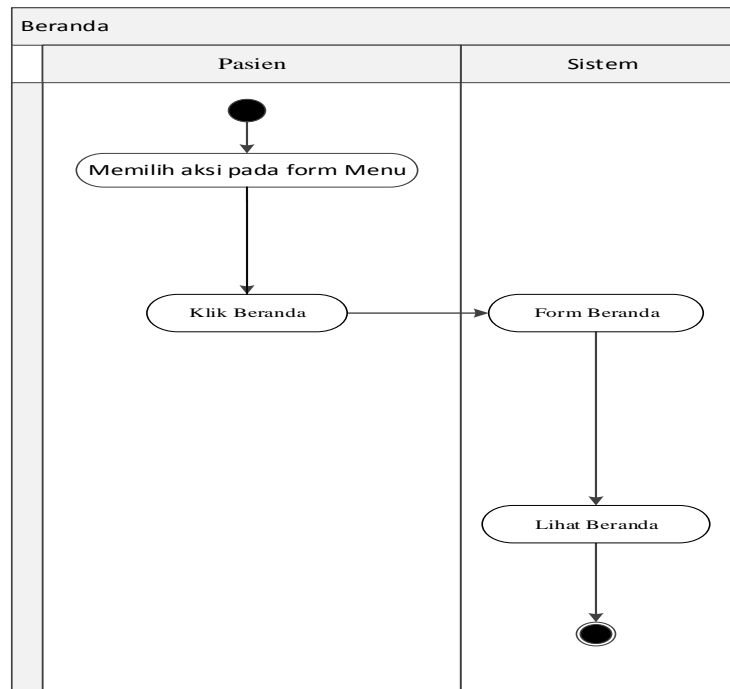 Beranda
Pasien
Sistem
Memilih aksi pada form Menu
Klik Beranda
Form Beranda
Lihat Beranda